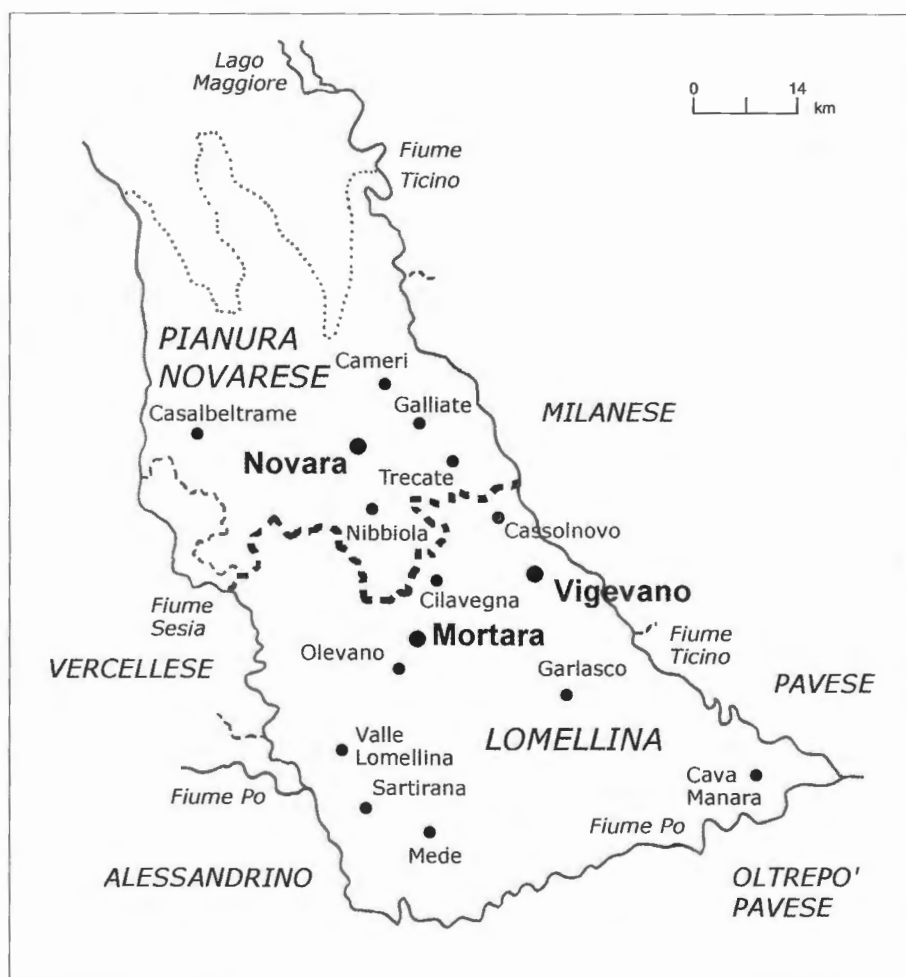 Lago
Maggiore
0 14
km
Fiume
Ticino
PIANURA
NOVARESE
Cameri
Casalbeltrame
Galliate
MILANESE
Novara
Trecate
Nibbiola
Cassolnovo
Cilavegna
Vigevano
Fiume
Sesia
Mortara
Fiume
Ticino
VERCELLESE
Olevano
Garlasco
PAVESE
Valle
Lomellina
LOMELLINA
Sartirana
Cava
Manara
Fiume Po
Fiume Po
Mede
ALESSANDRINO
OLTREPO'
PAVESE